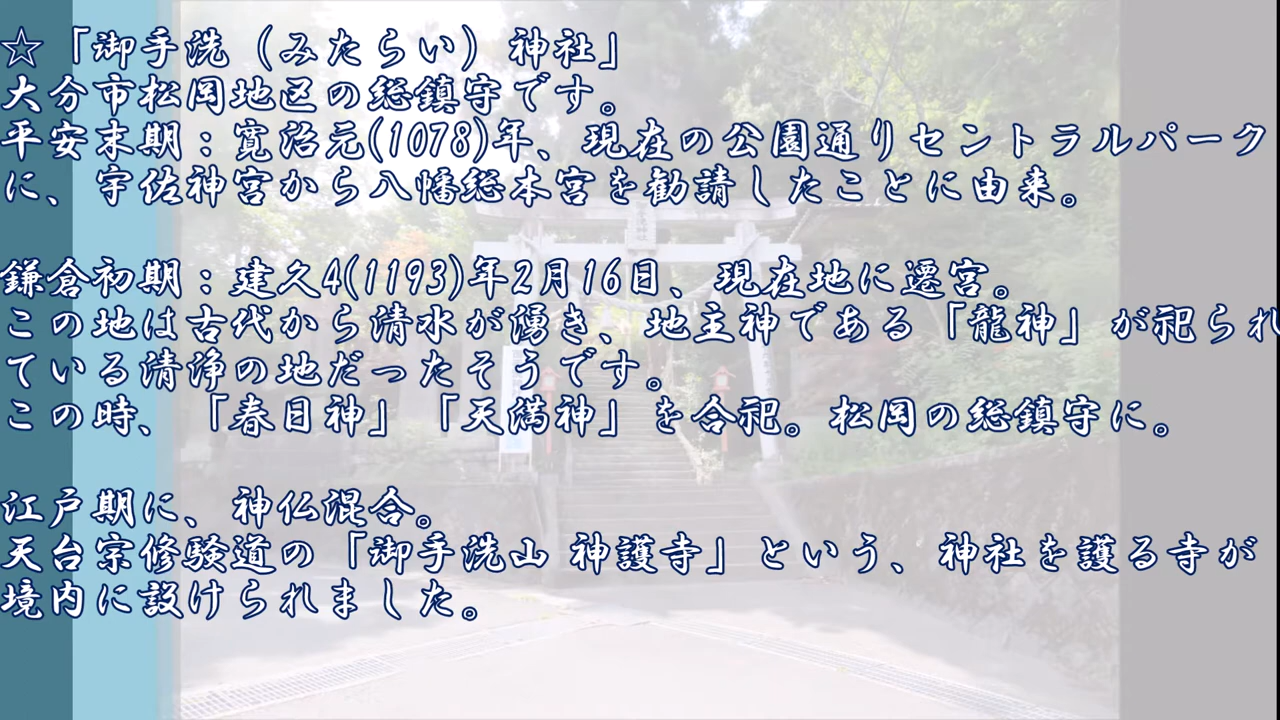 ☆「御手洗（みたらい）神社」
大分市松岡地区の総鎮守です。
平安末期：寛治元(1078)年、現在の公園通りセントラルパーク
に、宇佐神宮から八幡総本宮を勧請したことに由来。
鎌倉初期：建久4(1193)年2月16日、現在地に遷宮。
この地は古代から清水が湧き、地主神である「龍神」が祀られ
ている清浄の地だったそうです。
この時、「春日神」「天満神」を合祀。松岡の総鎮守に。
江戸期に、神仏混合。
天台宗修験道の「御手洗山 神護寺」という、神社を護る寺が
境内に設けられました。